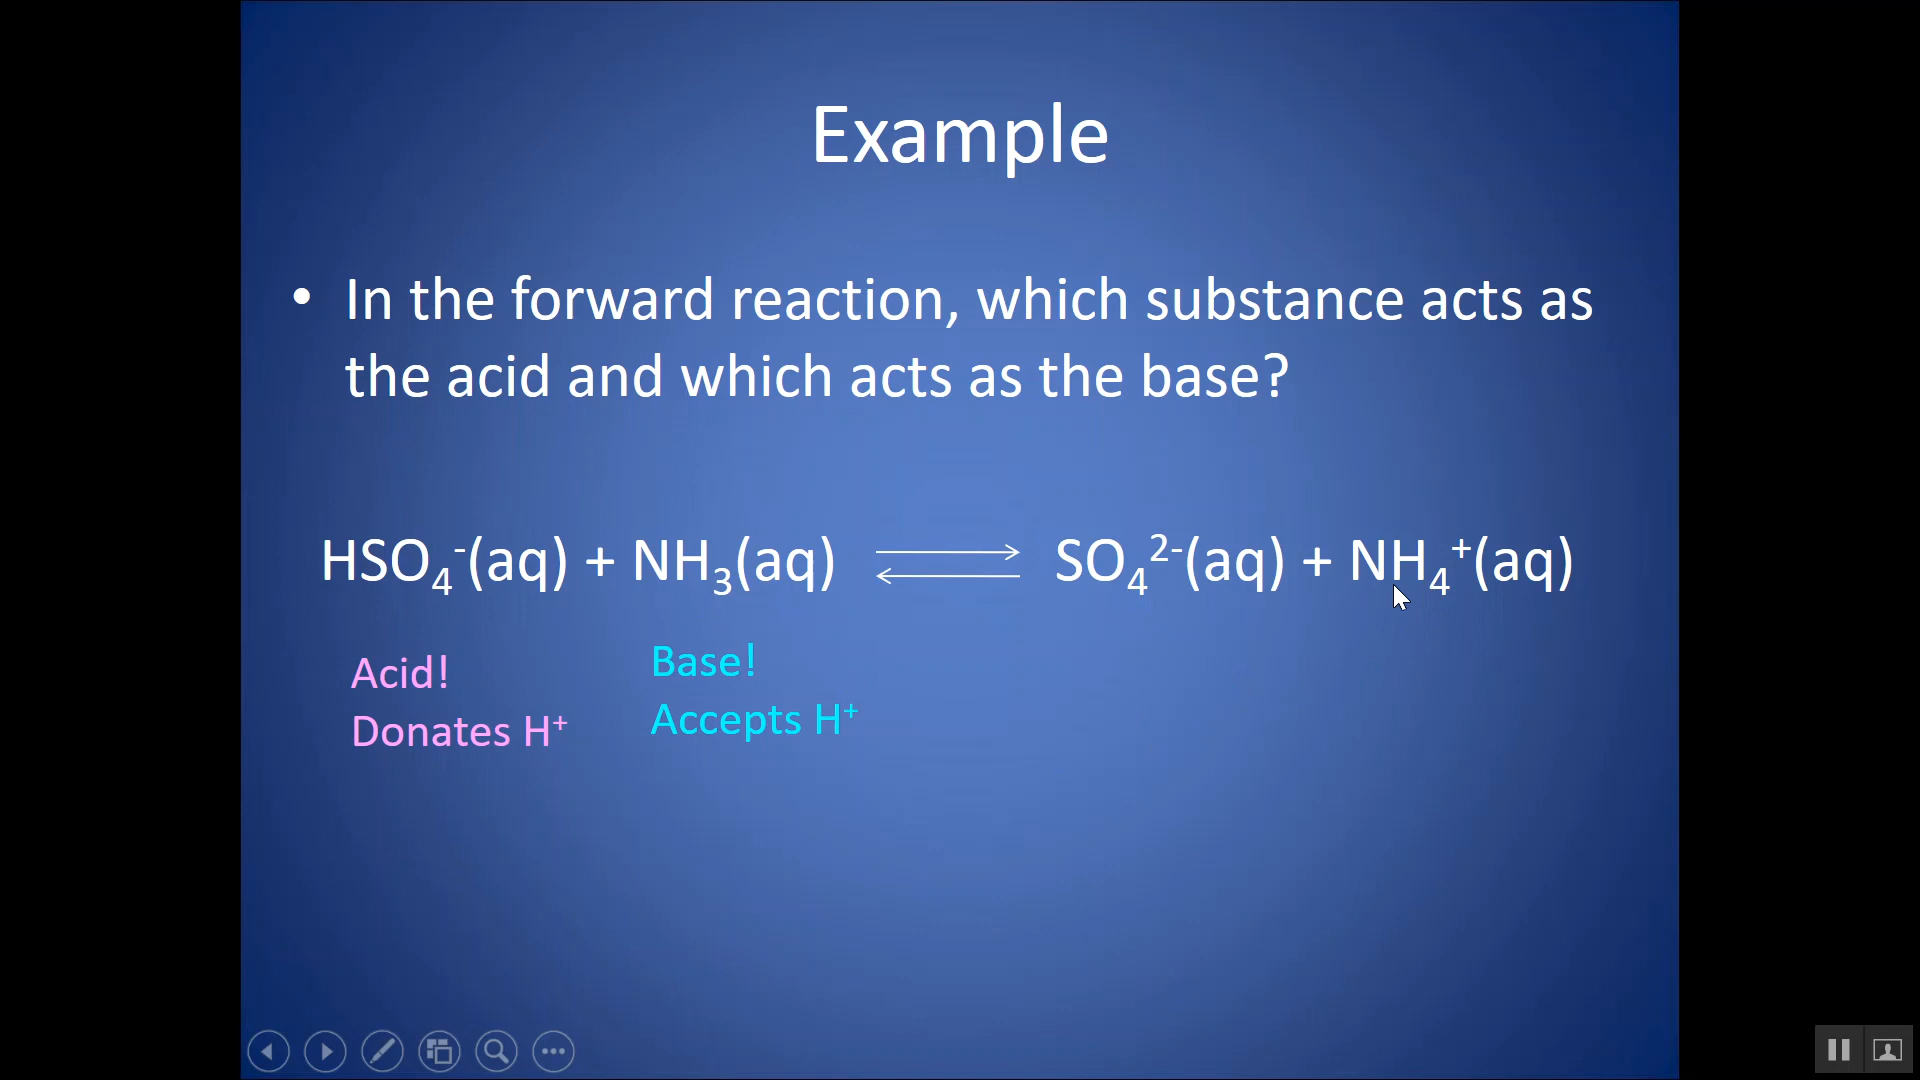 Example
• In the forward reaction, which substance acts as
the acid and which acts as the base?
HSO₄⁻(aq) + NH₃(aq) ⇌ SO₄²⁻(aq) + NH₄⁺(aq)
Acid!
Donates H⁺
Base!
Accepts H⁺